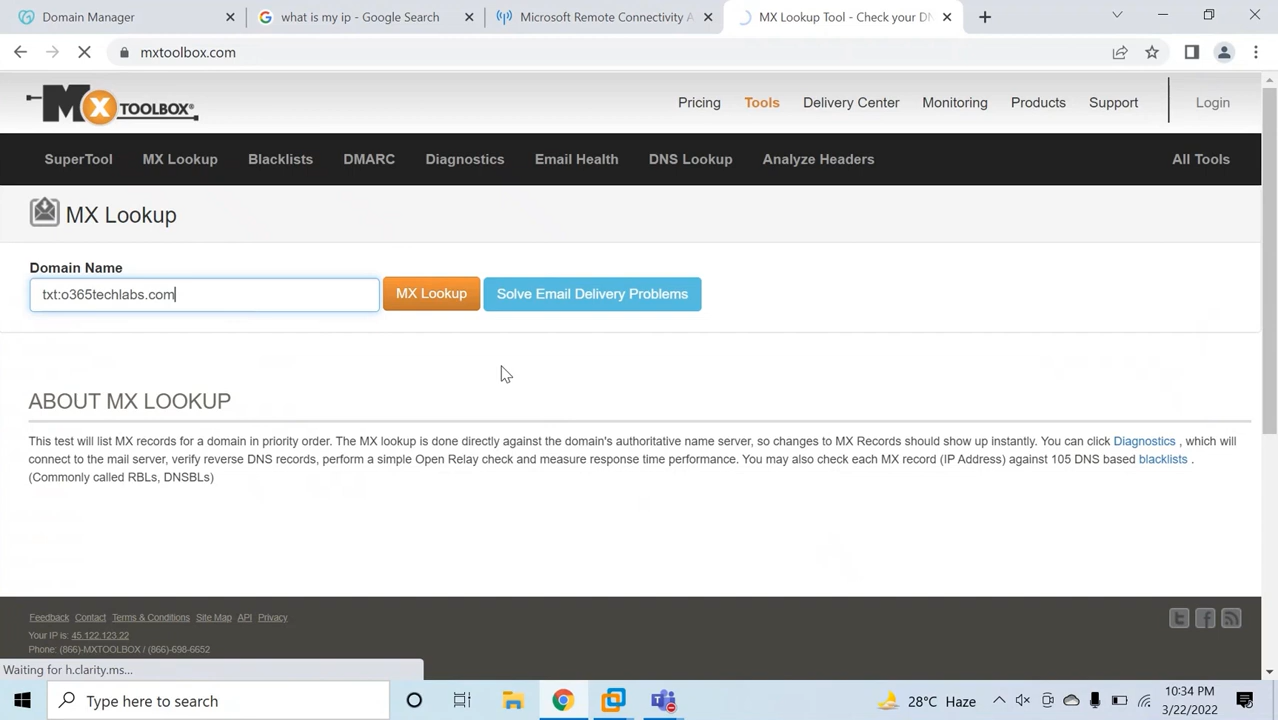 Domain Manager
what is my ip - Google Search
Microsoft Remote Connectivity A
MX Lookup Tool - Check your DN
mxtoolbox.com
MX TOOLBOX
Pricing Tools Delivery Center Monitoring Products Support Login
SuperTool MX Lookup Blacklists DMARC Diagnostics Email Health DNS Lookup Analyze Headers All Tools
MX Lookup
Domain Name
txt:o365techlabs.com MX Lookup Solve Email Delivery Problems
ABOUT MX LOOKUP
This test will list MX records for a domain in priority order. The MX lookup is done directly against the domain's authoritative name server, so changes to MX Records should show up instantly. You can click Diagnostics , which will
connect to the mail server, verify reverse DNS records, perform a simple Open Relay check and measure response time performance. You may also check each MX record (IP Address) against 105 DNS based blacklists .
(Commonly called RBLs, DNSBLs)
Feedback Contact Terms & Conditions Site Map API Privacy
Your IP is: 45.122.123.22
Phone: (866)-MXTOOLBOX / (866)-698-6652
Waiting for h.clarity.ms...
Type here to search
28°C Haze
10:34 PM
3/22/2022